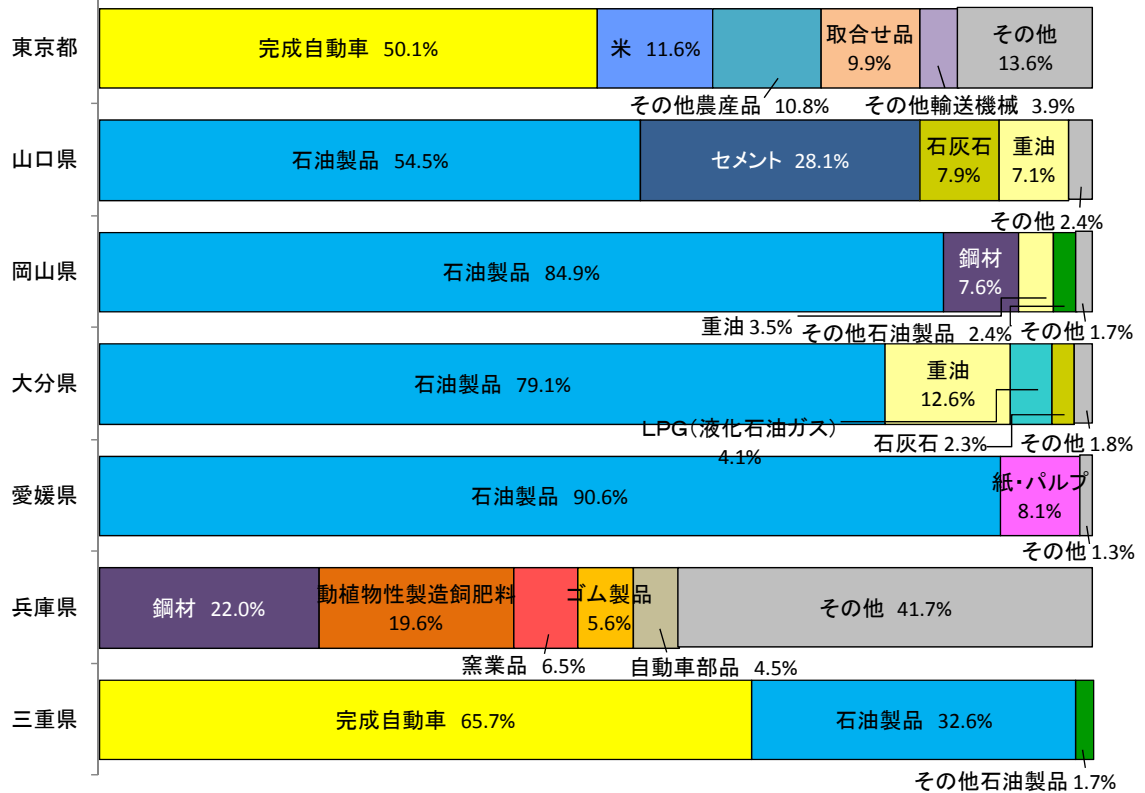 東京都
完成自動車 50.1%
米 11.6%
その他農産品 10.8%
取合せ品
9.9%
その他輸送機械 3.9%
その他
13.6%
山口県
石油製品 54.5%
セメント 28.1%
石灰石
7.9%
重油
7.1%
その他 2.4%
岡山県
石油製品 84.9%
鋼材
7.6%
重油 3.5%
その他石油製品 2.4%
その他 1.7%
大分県
石油製品 79.1%
重油
12.6%
LPG(液化石油ガス)
4.1%
石灰石 2.3%
その他 1.8%
愛媛県
石油製品 90.6%
紙・パルプ
8.1%
その他 1.3%
兵庫県
鋼材 22.0%
動植物性製造飼肥料
19.6%
窯業品 6.5%
ゴム製品
5.6%
自動車部品 4.5%
その他 41.7%
三重県
完成自動車 65.7%
石油製品 32.6%
その他石油製品 1.7%